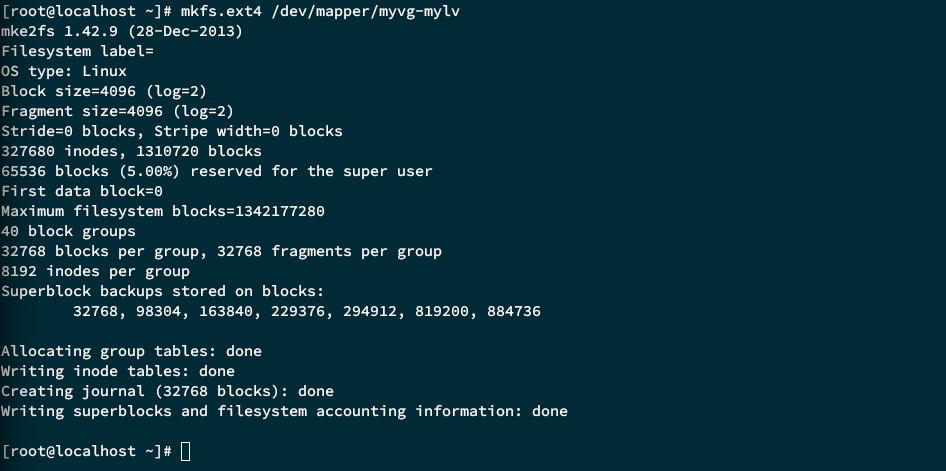 [root@localhost ~]# mkfs.ext4 /dev/mapper/myvg-mylv
mke2fs 1.42.9 (28-Dec-2013)
Filesystem label=
OS type: Linux
Block size=4096 (log=2)
Fragment size=4096 (log=2)
Stride=0 blocks, Stripe width=0 blocks
327680 inodes, 1310720 blocks
65536 blocks (5.00%) reserved for the super user
First data block=0
Maximum filesystem blocks=1342177280
40 block groups
32768 blocks per group, 32768 fragments per group
8192 inodes per group
Superblock backups stored on blocks:
        32768, 98304, 163840, 229376, 294912, 819200, 884736

Allocating group tables: done
Writing inode tables: done
Creating journal (32768 blocks): done
Writing superblocks and filesystem accounting information: done

[root@localhost ~]#